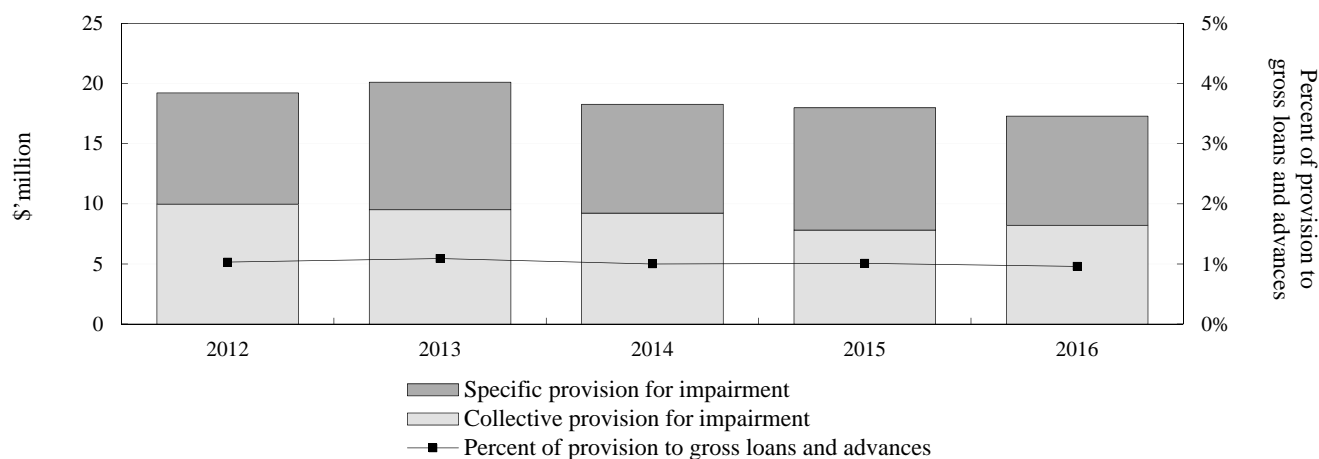 25
20
15
10
5
0
$’million
5%
4%
3%
2%
1%
0%
Percent of provision to
gross loans and advances
2012
2013
2014
2015
2016
Specific provision for impairment
Collective provision for impairment
Percent of provision to gross loans and advances